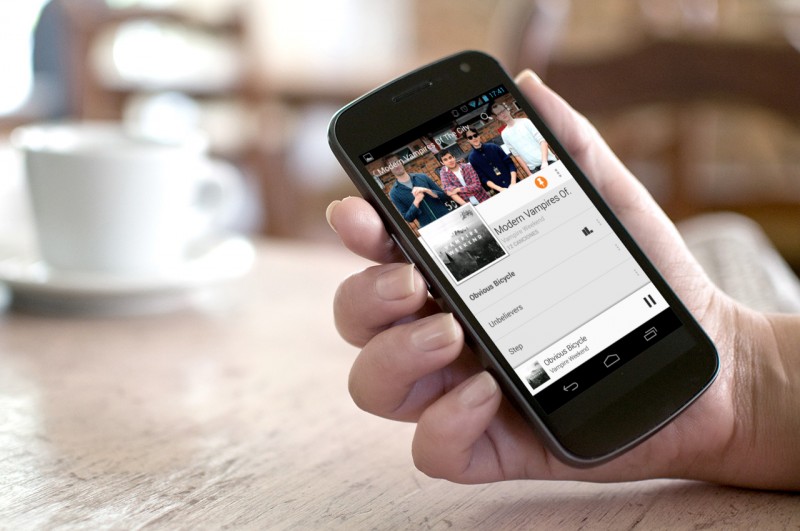 17:41
Modern Vampires Of The City
Modern Vampires Of.
Vampire Weekend
12 CANCIONES
Obvious Bicycle
Unbelievers
Step
Obvious Bicycle
Vampire Weekend